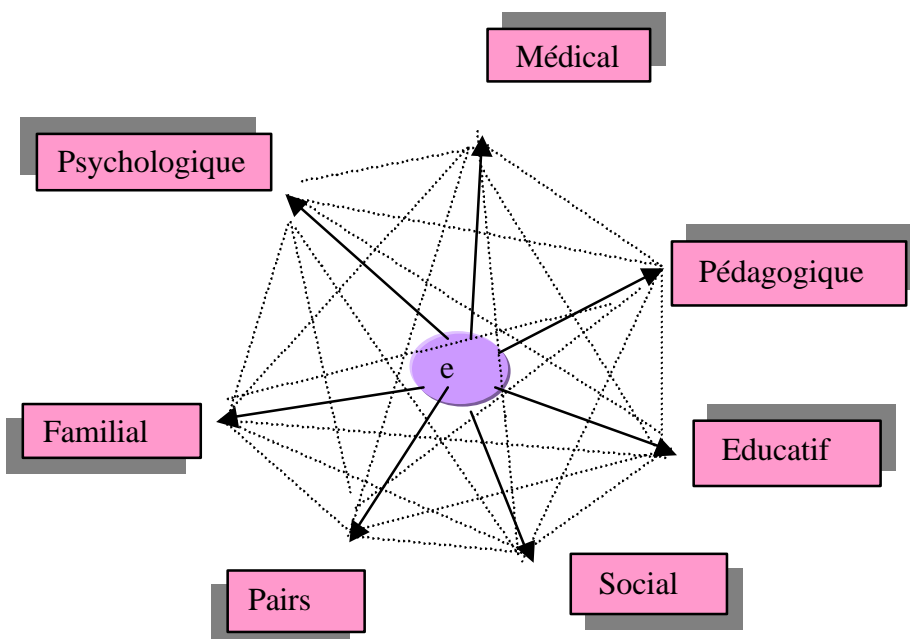 Médical
Psychologique
Pédagogique
e
Familial
Educatif
Pairs
Social